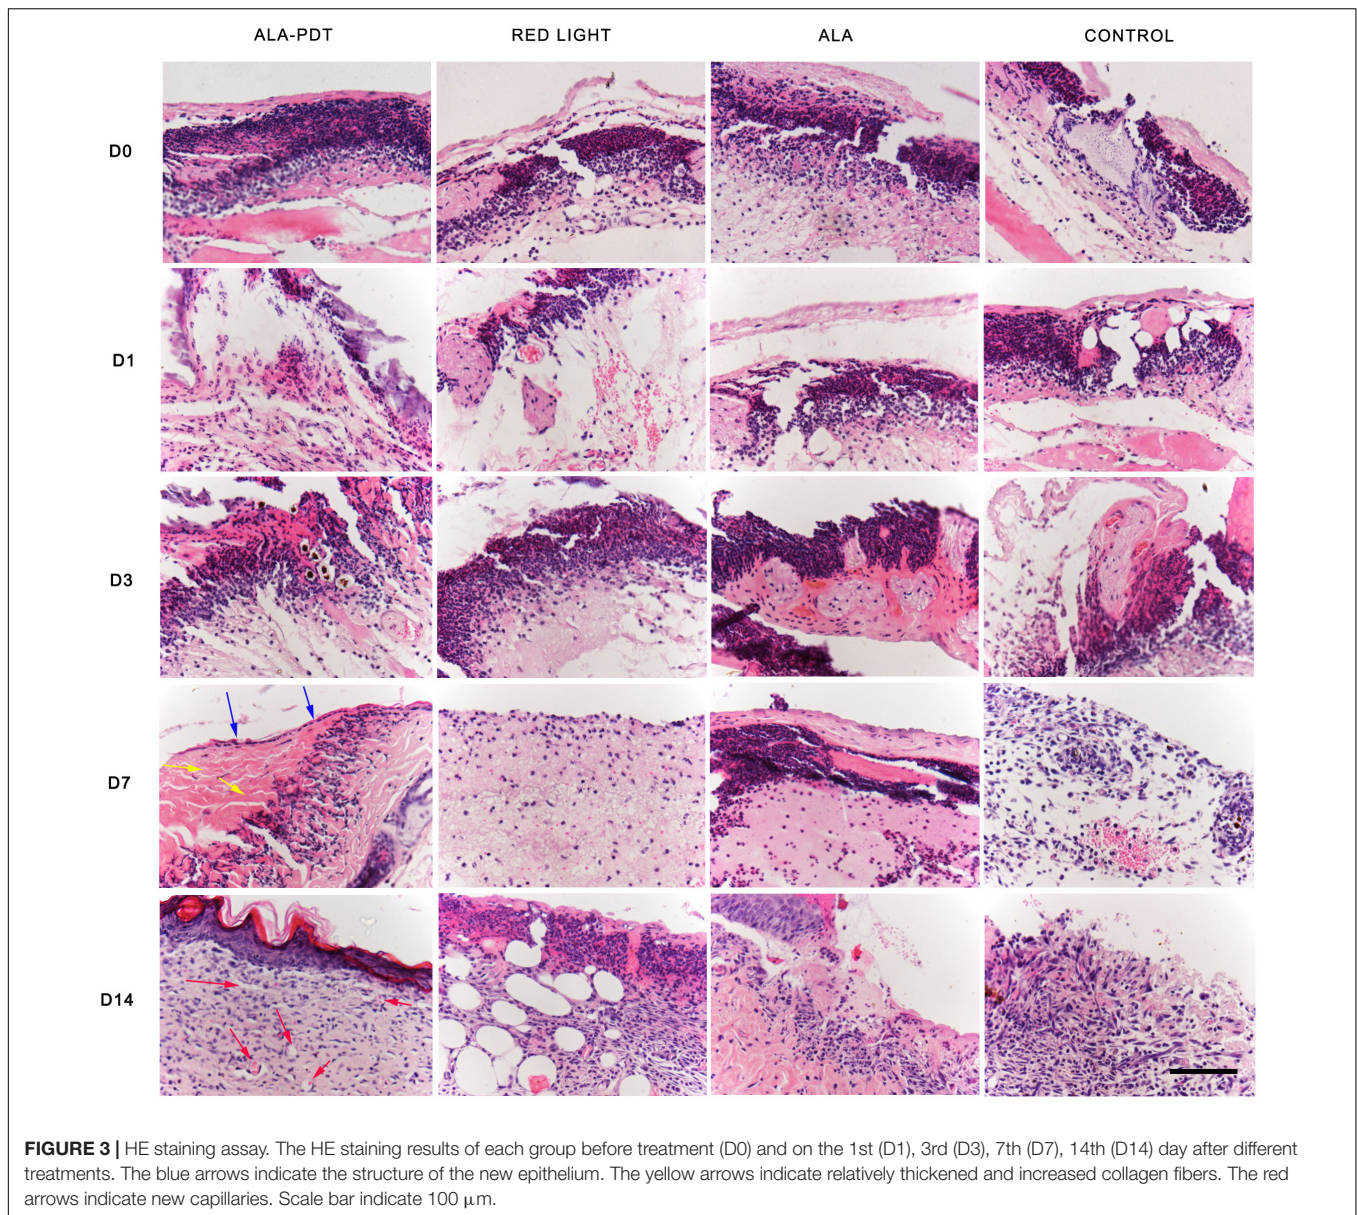 ALA-PDT RED LIGHT ALA CONTROL
D0
D1
D3
D7
D14
FIGURE 3 | HE staining assay. The HE staining results of each group before treatment (D0) and on the 1st (D1), 3rd (D3), 7th (D7), 14th (D14) day after different
treatments. The blue arrows indicate the structure of the new epithelium. The yellow arrows indicate relatively thickened and increased collagen fibers. The red
arrows indicate new capillaries. Scale bar indicate 100 μm.